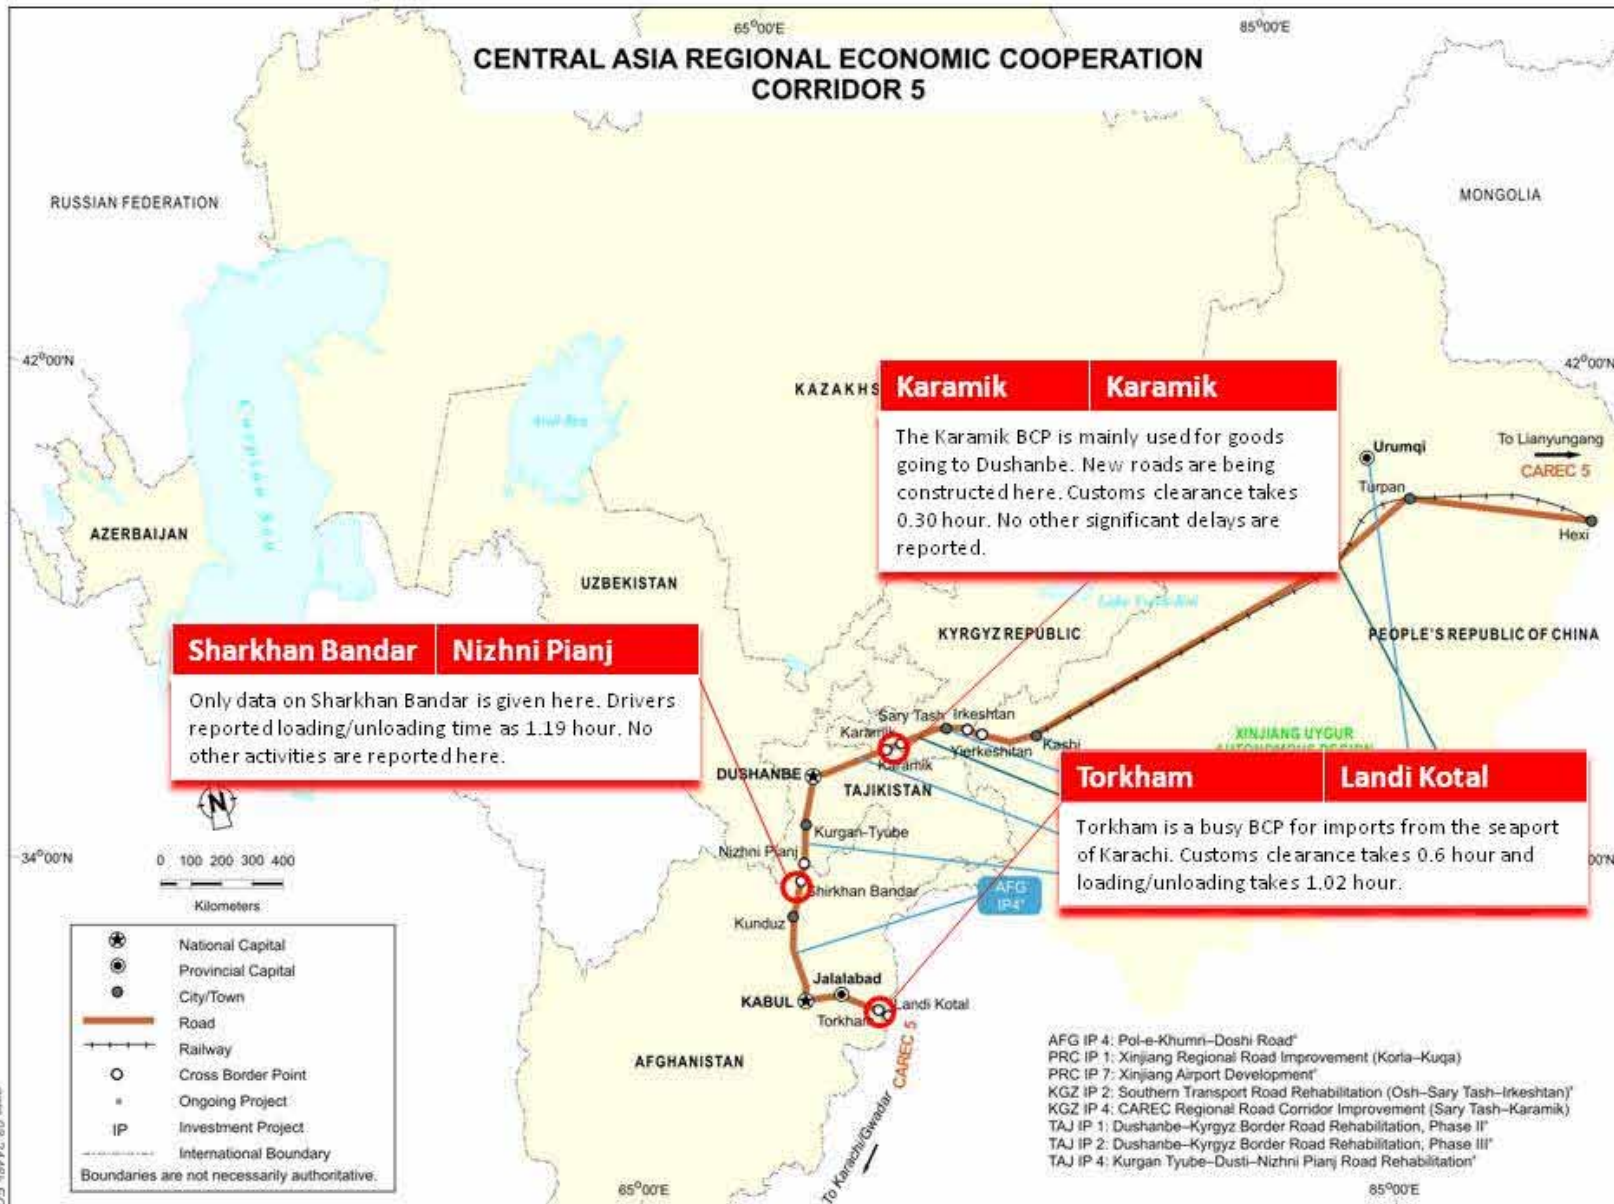 65°00'E
85°00'E
CENTRAL ASIA REGIONAL ECONOMIC COOPERATION
CORRIDOR 5
RUSSIAN FEDERATION
MONGOLIA
42°00'N
42°00'N
KAZAKHS
Karamik
Karamik
The Karamik BCP is mainly used for goods
going to Dushanbe. New roads are being
constructed here. Customs clearance takes
0.30 hour. No other significant delays are
reported.
Caspian Sea
Aral Sea
Urumqi
To Lianyungang
CAREC 5
Turpan
Hexi
AZERBAIJAN
UZBEKISTAN
KYRGYZ REPUBLIC
PEOPLE'S REPUBLIC OF CHINA
Sharkhan Bandar
Nizhni Pianj
Only data on Sharkhan Bandar is given here. Drivers
reported loading/unloading time as 1.19 hour. No
other activities are reported here.
Sary Tash
Irkeshtan
Karamik
Yierkeshitan
Kashi
Karamik
XINJIANG UYGUR
DUSHANBE
TAJIKISTAN
Torkham
Landi Kotal
Torkham is a busy BCP for imports from the seaport
of Karachi. Customs clearance takes 0.6 hour and
loading/unloading takes 1.02 hour.
N
Kurgan-Tyube
Nizhni Pianj
34°00'N
00'N
Shirkhan Bandar
AFG
IP4*
0 100 200 300 400
Kilometers
Kunduz
Jalalabad
KABUL
Landi Kotal
Torkham
CAREC 5
AFGHANISTAN
To Karachi/Gwadar
National Capital
Provincial Capital
City/Town
Road
Railway
Cross Border Point
Ongoing Project
IP Investment Project
International Boundary
Boundaries are not necessarily authoritative.
AFG IP 4: Pol-e-Khumri–Doshi Road*
PRC IP 1: Xinjiang Regional Road Improvement (Korla–Kuqa)
PRC IP 7: Xinjiang Airport Development*
KGZ IP 2: Southern Transport Road Rehabilitation (Osh–Sary Tash–Irkeshtan)*
KGZ IP 4: CAREC Regional Road Corridor Improvement (Sary Tash–Karamik)
TAJ IP 1: Dushanbe–Kyrgyz Border Road Rehabilitation, Phase II*
TAJ IP 2: Dushanbe–Kyrgyz Border Road Rehabilitation, Phase III*
TAJ IP 4: Kurgan Tyube–Dusti–Nizhni Pianj Road Rehabilitation*
65°00'E
85°00'E